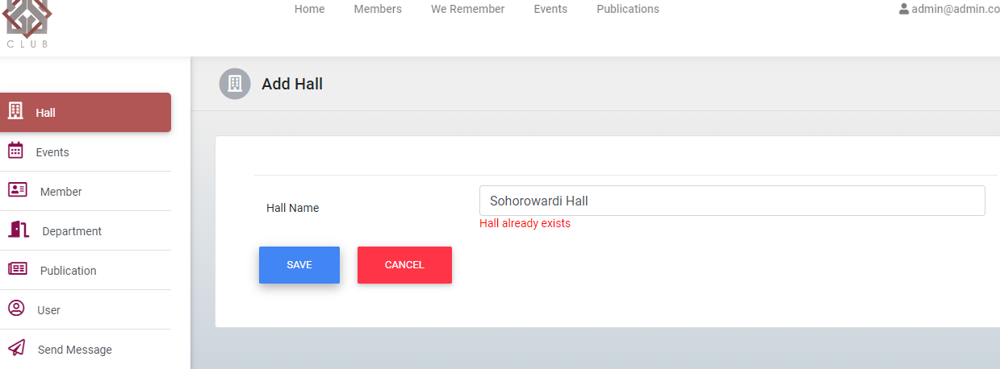 Home Members We Remember Events Publications admin@admin.co
CLUB
Add Hall
Hall
Events
Member
Department
Publication
User
Send Message
Hall Name
Sohorowardi Hall
Hall already exists
SAVE CANCEL